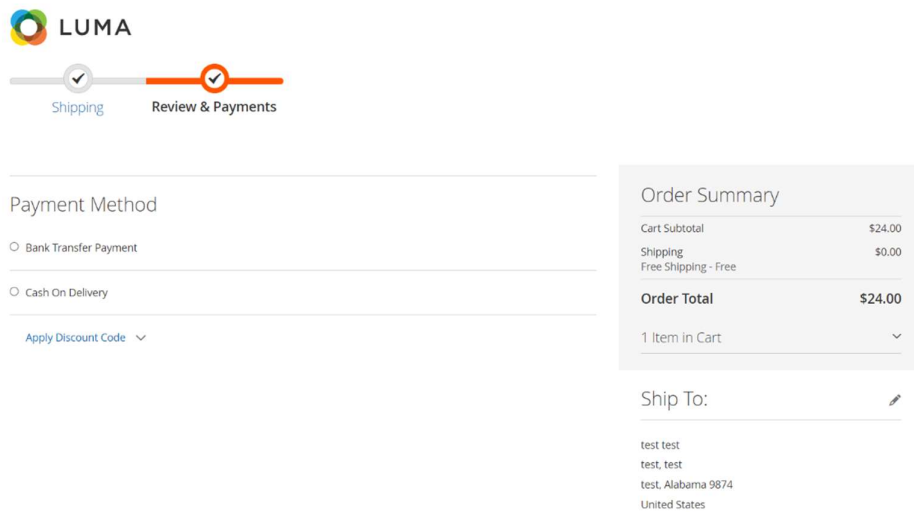 LUMA
Shipping
Review & Payments
Payment Method
Bank Transfer Payment
Cash On Delivery
Apply Discount Code
Order Summary
Cart Subtotal $24.00
Shipping $0.00
Free Shipping - Free
Order Total $24.00
1 Item in Cart
Ship To:
test test
test, test
test, Alabama 9874
United States